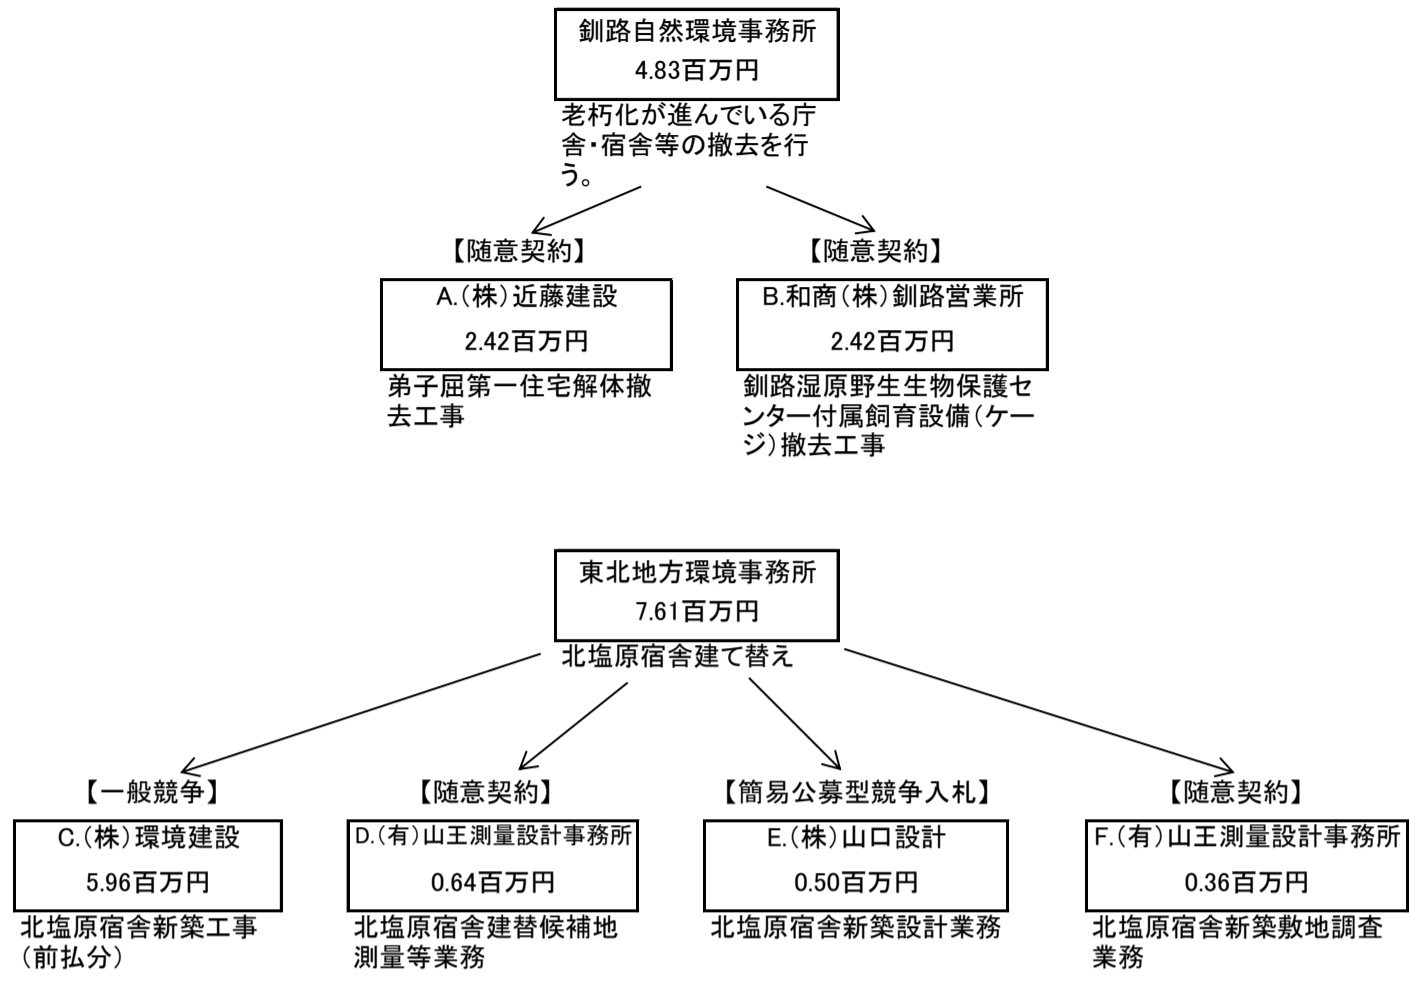 釧路自然環境事務所
4.83百万円
老朽化が進んでいる庁
舎・宿舎等の撤去を行
う。
【随意契約】
A.（株）近藤建設
2.42百万円
弟子屈第一住宅解体撤
去工事
【随意契約】
B.和商（株）釧路営業所
2.42百万円
釧路湿原野生生物保護セ
ンター付属飼育設備（ケー
ジ）撤去工事
東北地方環境事務所
7.61百万円
北塩原宿舎建て替え
【一般競争】
C.（株）環境建設
5.96百万円
北塩原宿舎新築工事
（前払分）
【随意契約】
D.（有）山王測量設計事務所
0.64百万円
北塩原宿舎建替候補地
測量等業務
【簡易公募型競争入札】
E.（株）山口設計
0.50百万円
北塩原宿舎新築設計業務
【随意契約】
F.（有）山王測量設計事務所
0.36百万円
北塩原宿舎新築敷地調査
業務